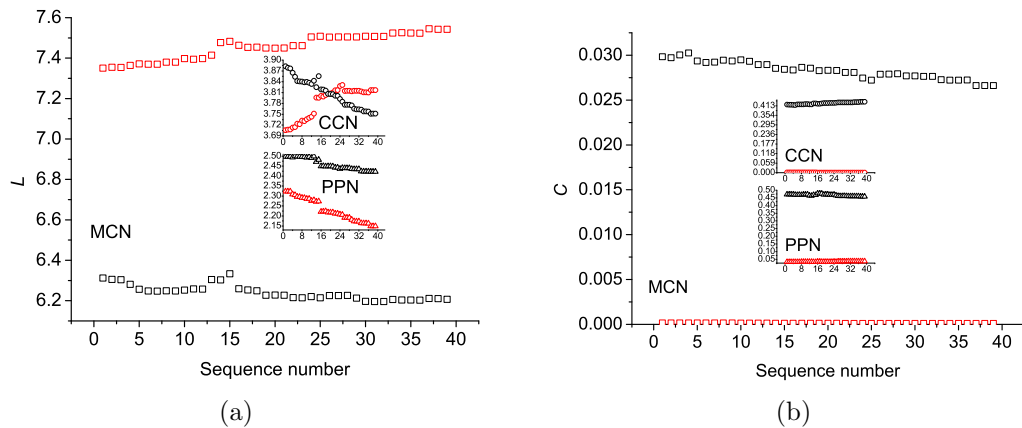 7.6
7.4
7.2
7.0
6.8
6.6
6.4
6.2
L
0 5 10 15 20 25 30 35 40
Sequence number
MCN
3.90
3.87
3.84
3.81
3.78
3.75
3.72
3.69
0 8 16 24 32 40
CCN
2.50
2.45
2.40
2.35
2.30
2.25
2.20
2.15
0 8 16 24 32 40
PPN
(a)
0.030
0.025
0.020
0.015
0.010
0.005
0.000
C
0 5 10 15 20 25 30 35 40
Sequence number
MCN
0.413
0.354
0.295
0.236
0.177
0.118
0.059
0.000
0 8 16 24 32 40
CCN
0.50
0.45
0.40
0.35
0.30
0.25
0.20
0.15
0.10
0.05
0 8 16 24 32 40
PPN
(b)